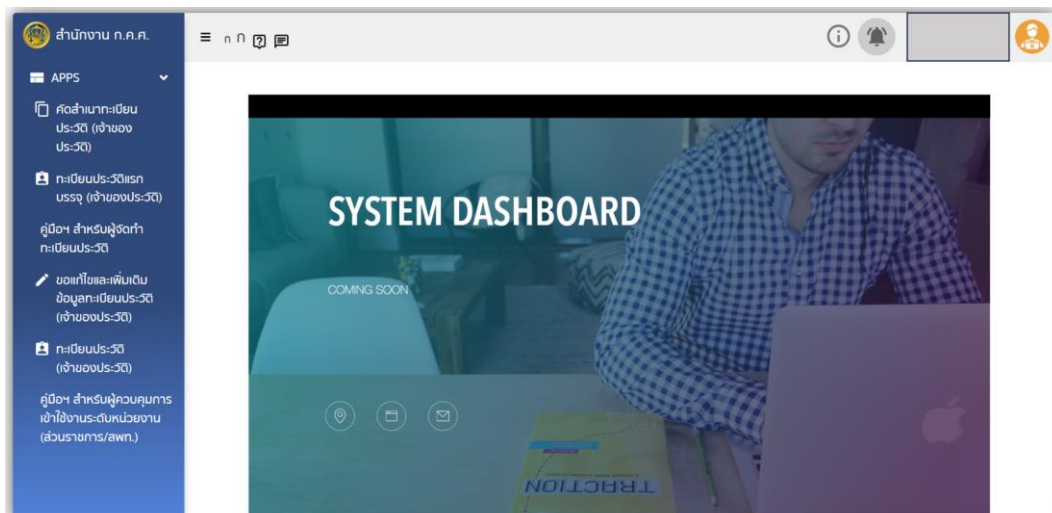 สำนักงาน ก.ค.ศ.
ก ก
APPS
คัดสำเนาทะเบียน
ประวัติ (เจ้าของ
ประวัติ)
ทะเบียนประวัติแรก
บรรจุ (เจ้าของประวัติ)
คู่มือฯ สำหรับผู้จัดทำ
ทะเบียนประวัติ
ขอแก้ไขและเพิ่มเติม
ข้อมูลทะเบียนประวัติ
(เจ้าของประวัติ)
ทะเบียนประวัติ
(เจ้าของประวัติ)
คู่มือฯ สำหรับผู้ควบคุมการ
เข้าใช้งานระดับหน่วยงาน
(ส่วนราชการ/สพท.)
SYSTEM DASHBOARD
COMING SOON
TRACTION